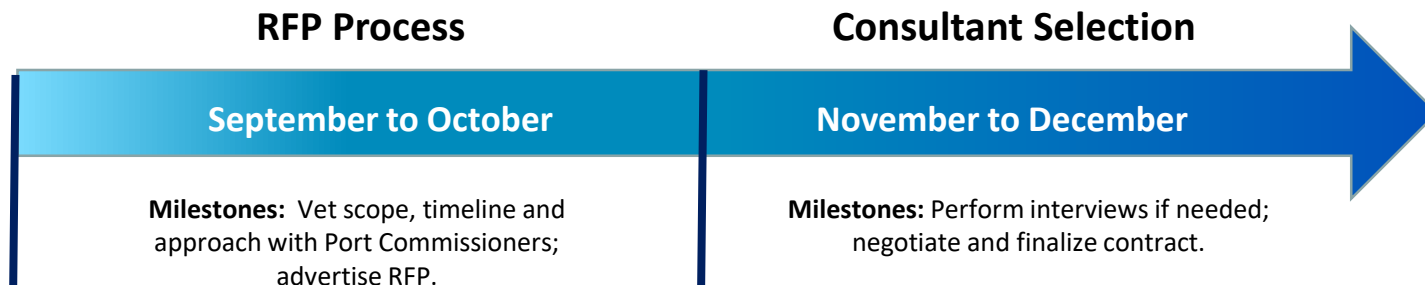 RFP Process
Consultant Selection
September to October
November to December
Milestones:  Vet scope, timeline and
approach with Port Commissioners;
advertise RFP.
Milestones: Perform interviews if needed;
negotiate and finalize contract.